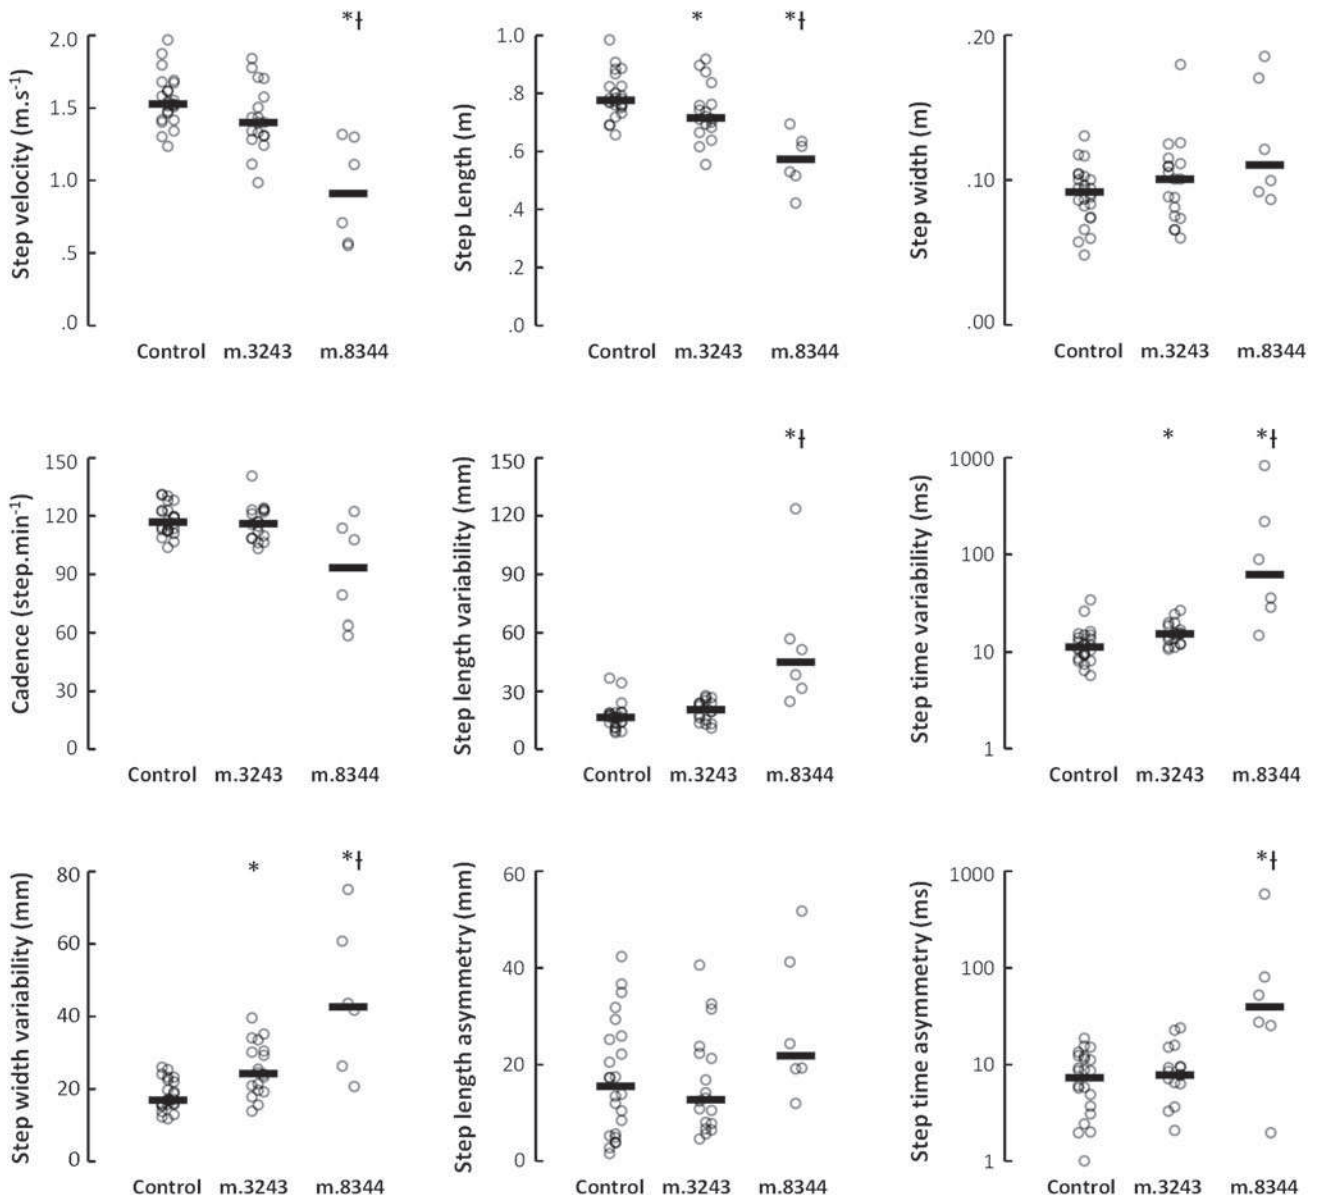 *ƚ
Step velocity (m.s-1)
2.0
1.5
1.0
.5
.0
Control m.3243 m.8344
* *ƚ
Step Length (m)
1.0
.8
.6
.4
.2
.0
Control m.3243 m.8344
Step width (m)
.20
.10
.00
Control m.3243 m.8344
Cadence (step.min-1)
150
120
90
60
30
0
Control m.3243 m.8344
*ƚ
Step length variability (mm)
150
120
90
60
30
0
Control m.3243 m.8344
* *ƚ
Step time variability (ms)
1000
100
10
1
Control m.3243 m.8344
* *ƚ
Step width variability (mm)
80
60
40
20
0
Control m.3243 m.8344
Step length asymmetry (mm)
60
40
20
0
Control m.3243 m.8344
*ƚ
Step time asymmetry (ms)
1000
100
10
1
Control m.3243 m.8344